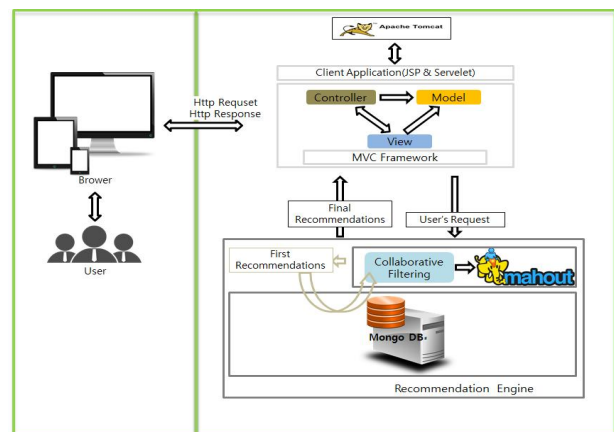 Apache Tomcat
Client Application(JSP & Servelet)
Controller
Model
View
MVC Framework
Http Requset
Http Response
Brower
User
Final
Recommendations
User's Request
First
Recommendations
Collaborative
Filtering
mahout
Mongo DB.
Recommendation Engine